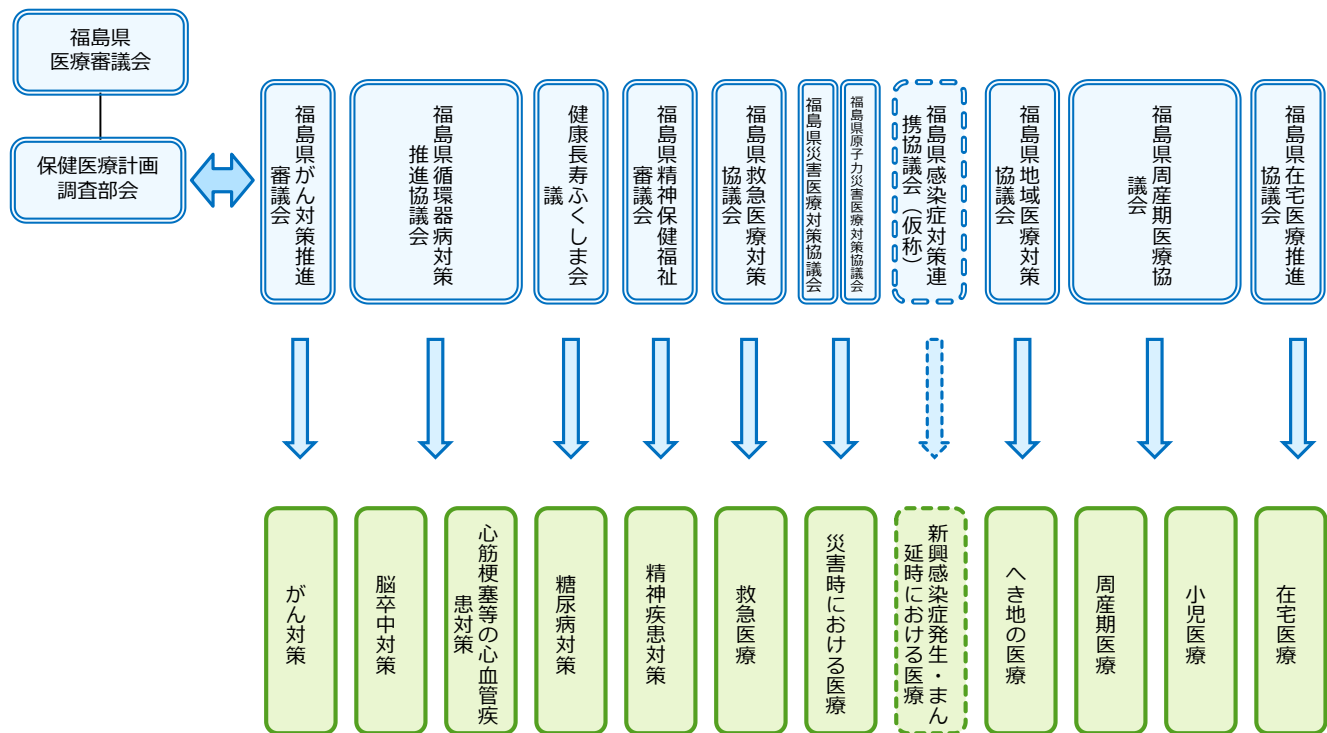 福島県
医療審議会
保健医療計画
調査部会
福島県がん対策推進
審議会
福島県循環器病対策
推進協議会
健康長寿ふくしま会
議
福島県精神保健福祉
審議会
福島県救急医療対策
協議会
福島県災害医療対策協議会
福島県原子力災害医療対策協議会
福島県感染症対策連
携協議会（仮称）
福島県地域医療対策
協議会
福島県周産期医療協
議会
福島県在宅医療推進
協議会
がん対策
脳卒中対策
心筋梗塞等の心血管疾
患対策
糖尿病対策
精神疾患対策
救急医療
災害時における医療
新興感染症発生・まん
延時における医療
へき地の医療
周産期医療
小児医療
在宅医療